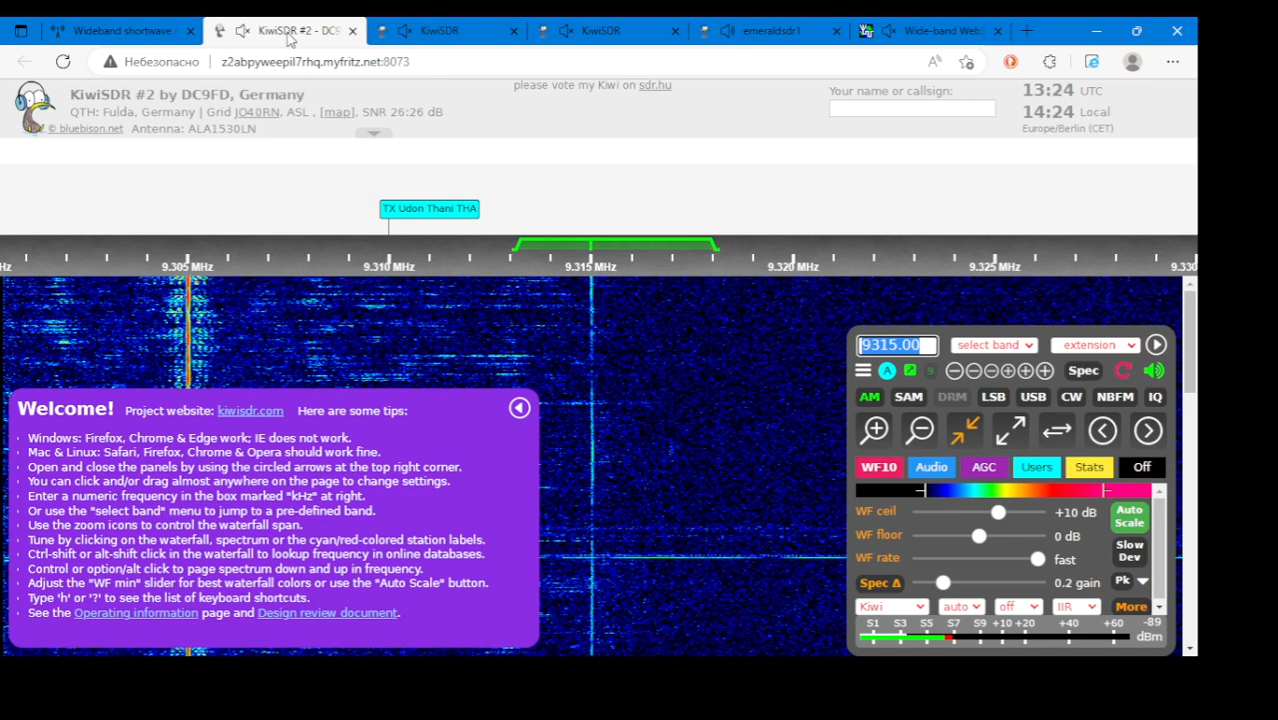 Wideband shortwave
KiwiSDR #2 - DC9
KiwiSDR
KiwiSDR
emeraldsdr1
Wide-band Web
Небезопасно
z2abpyweepil7rhq.myfritz.net:8073
KiwiSDR #2 by DC9FD, Germany
QTH: Fulda, Germany | Grid JO40RN, ASL , [map], SNR 26:26 dB
© bluebison.net Antenna: ALA1530LN
please vote my Kiwi on sdr.hu
Your name or callsign:
13:24 UTC
14:24 Local
Europe/Berlin (CET)
TX Udon Thani THA
Hz 9.305 MHz 9.310 MHz 9.315 MHz 9.320 MHz 9.325 MHz 9.330
Welcome! Project website: kiwisdr.com Here are some tips:
Windows: Firefox, Chrome & Edge work; IE does not work.
Mac & Linux: Safari, Firefox, Chrome & Opera should work fine.
Open and close the panels by using the circled arrows at the top right corner.
You can click and/or drag almost anywhere on the page to change settings.
Enter a numeric frequency in the box marked "kHz" at right.
Or use the "select band" menu to jump to a pre-defined band.
Use the zoom icons to control the waterfall span.
Tune by clicking on the waterfall, spectrum or the cyan/red-colored station labels.
Ctrl-shift or alt-shift click in the waterfall to lookup frequency in online databases.
Control or option/alt click to page spectrum down and up in frequency.
Adjust the "WF min" slider for best waterfall colors or use the "Auto Scale" button.
Type 'h' or '?' to see the list of keyboard shortcuts.
See the Operating information page and Design review document.
9315.00 select band extension
A 9 Spec
AM SAM DRM LSB USB CW NBFM IQ
WF10 Audio AGC Users Stats Off
WF ceil +10 dB
Auto Scale
WF floor 0 dB
WF rate fast
Slow Dev
Spec Δ 0.2 gain Pk
Kiwi auto off IIR More
S1 S3 S5 S7 S9 +10 +20 +40 +60 -89
dBm